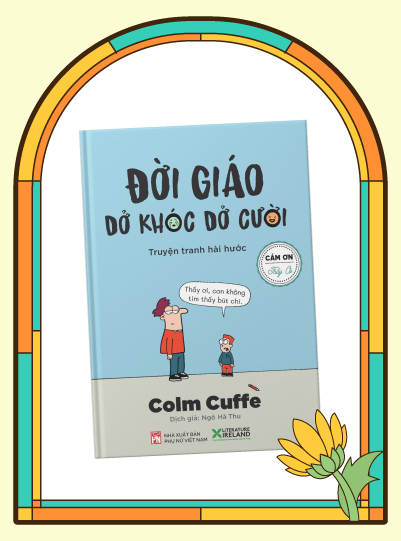 ĐỜI GIÁO
DỞ KHÓC DỞ CƯỜI
Truyện tranh hài hước
CẢM ƠN
Thầy Cô
Thầy ơi, con không
tìm thấy bút chì.
Colm Cuffe
Dịch giả: Ngô Hà Thu
NHÀ XUẤT BẢN
PHỤ NỮ VIỆT NAM
LITERATURE
IRELAND